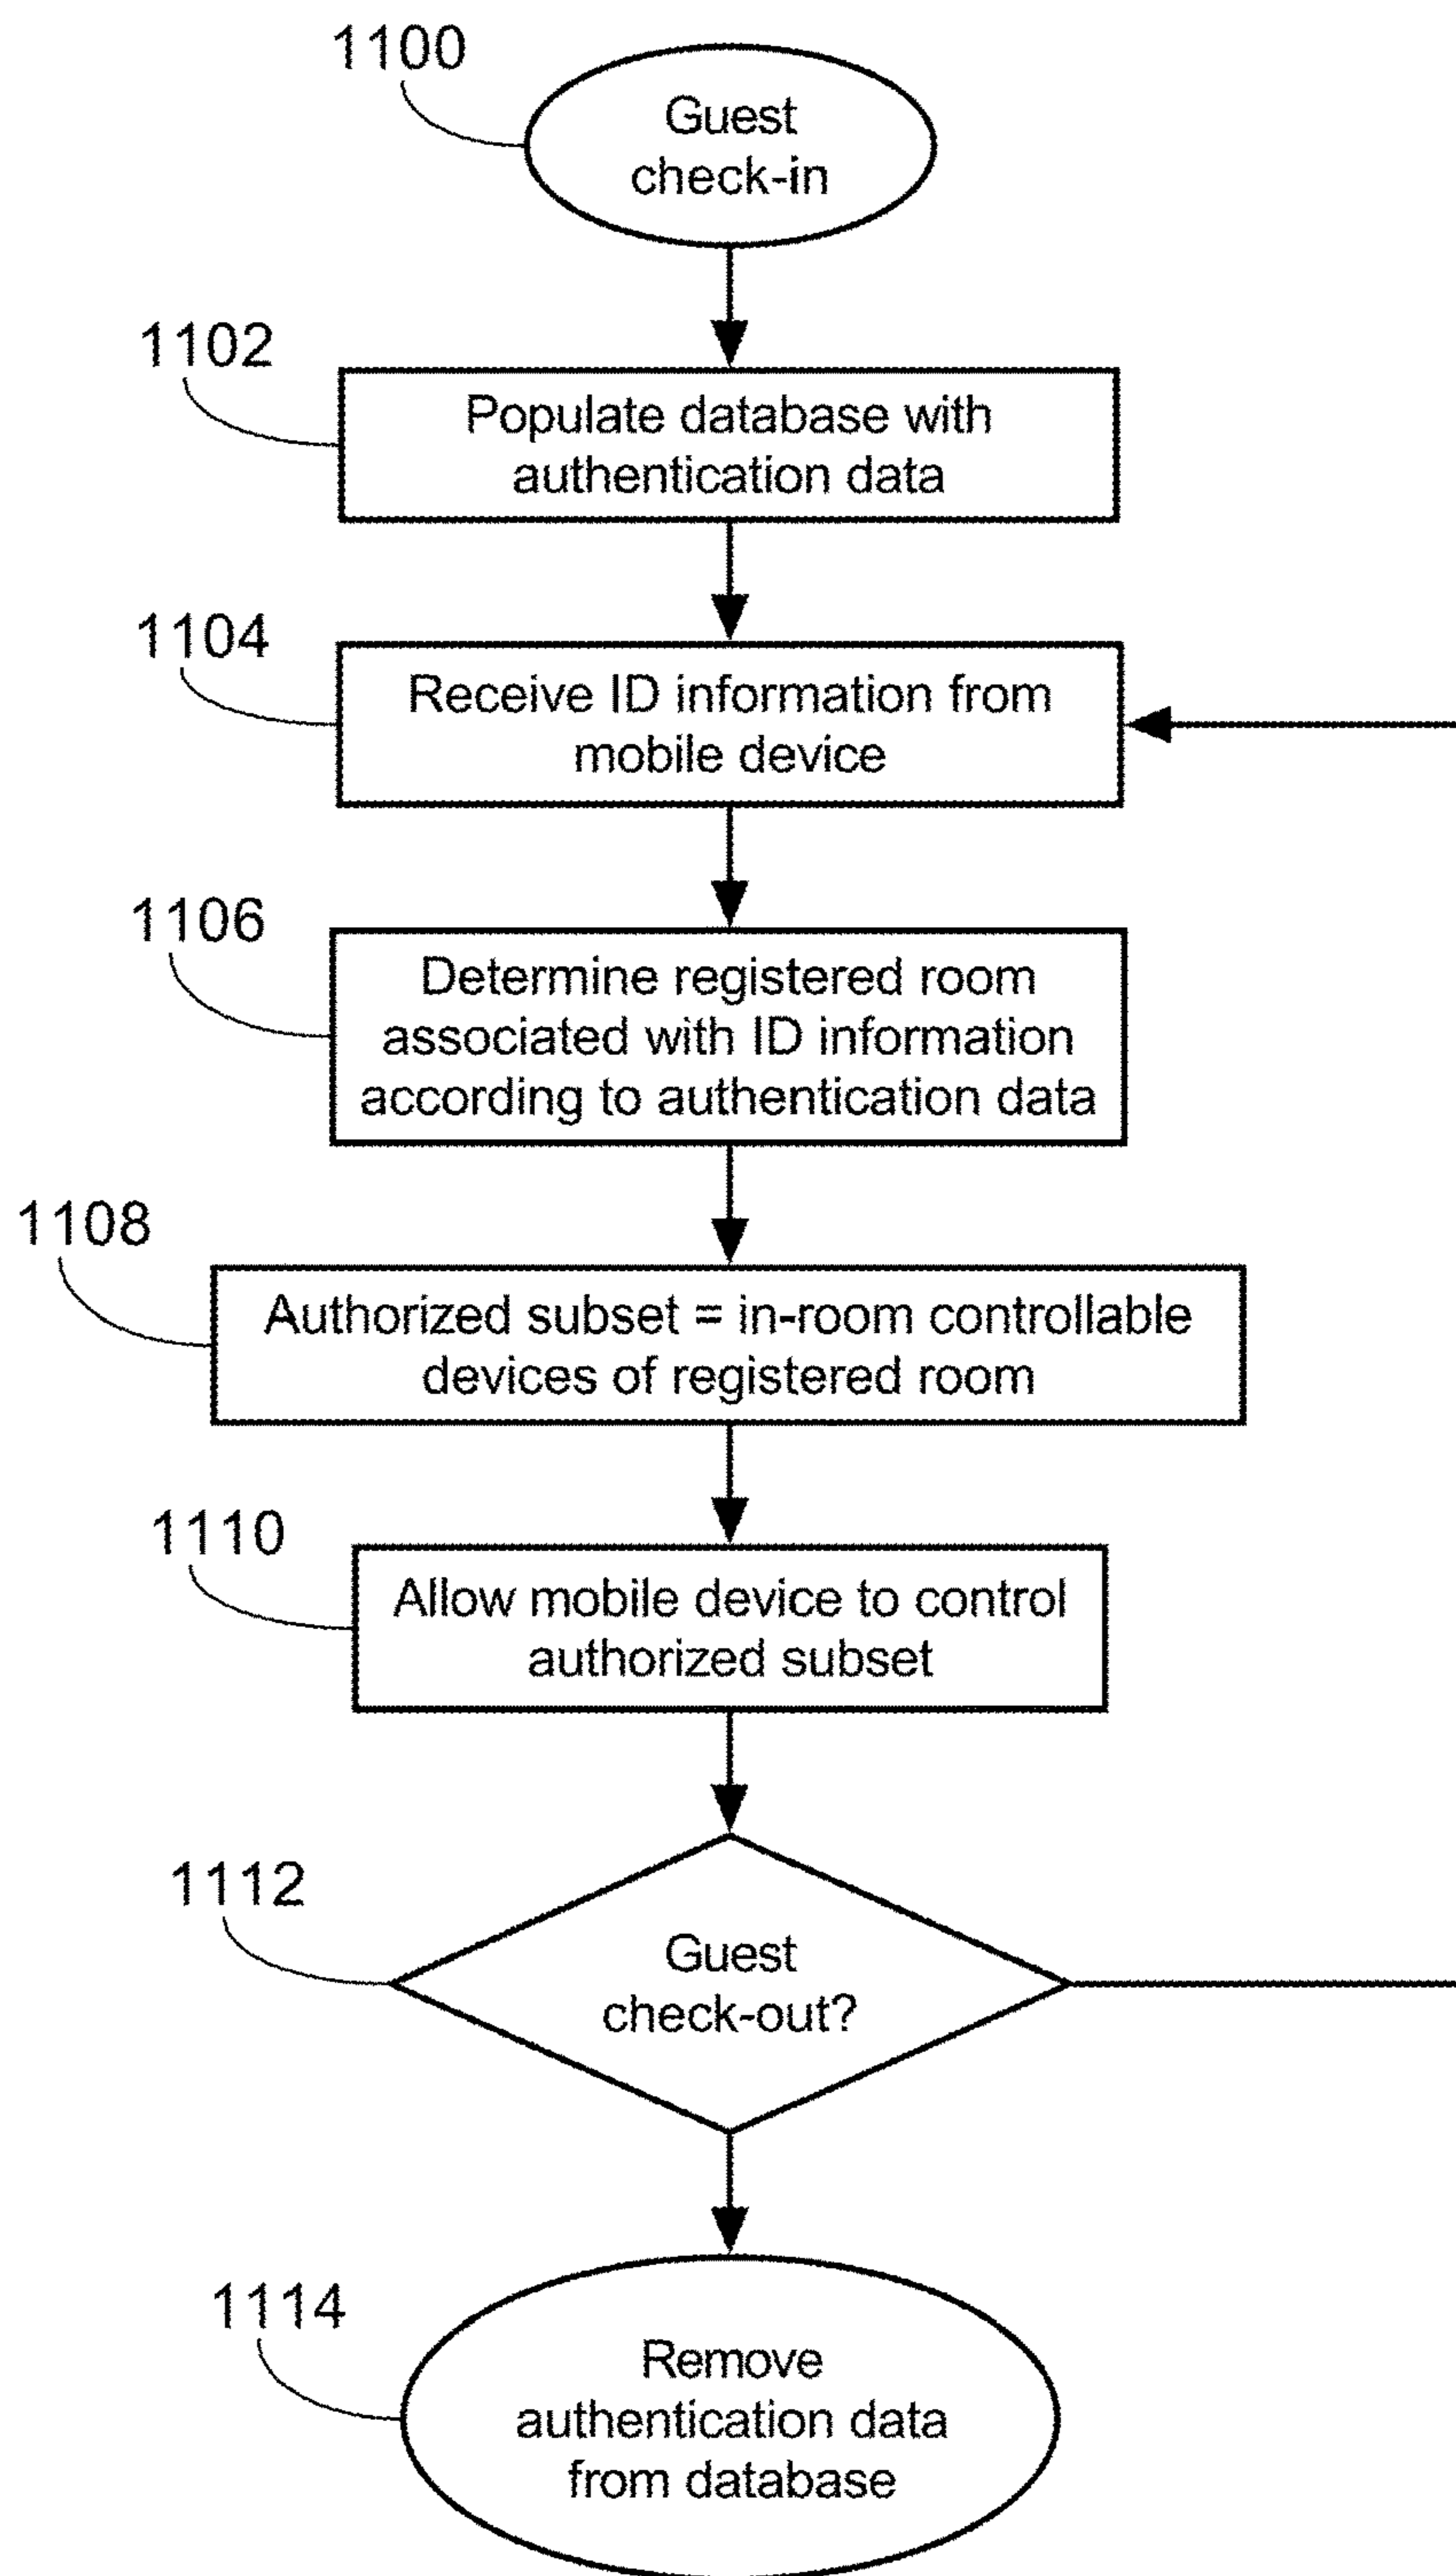 1100
Guest
check-in
1102
Populate database with
authentication data
1104
Receive ID information from
mobile device
1106
Determine registered room
associated with ID information
according to authentication data
1108
Authorized subset = in-room controllable
devices of registered room
1110
Allow mobile device to control
authorized subset
1112
Guest
check-out?
1114
Remove
authentication data
from database